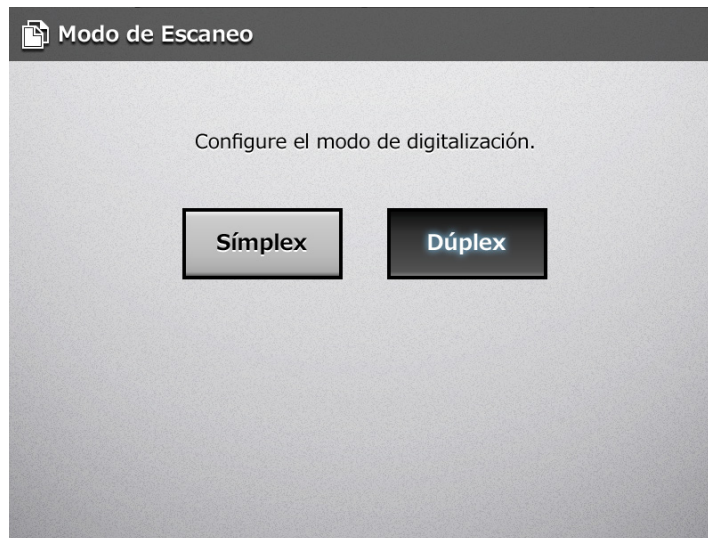 Modo de Escaneo
Configure el modo de digitalización.
Símplex
Dúplex